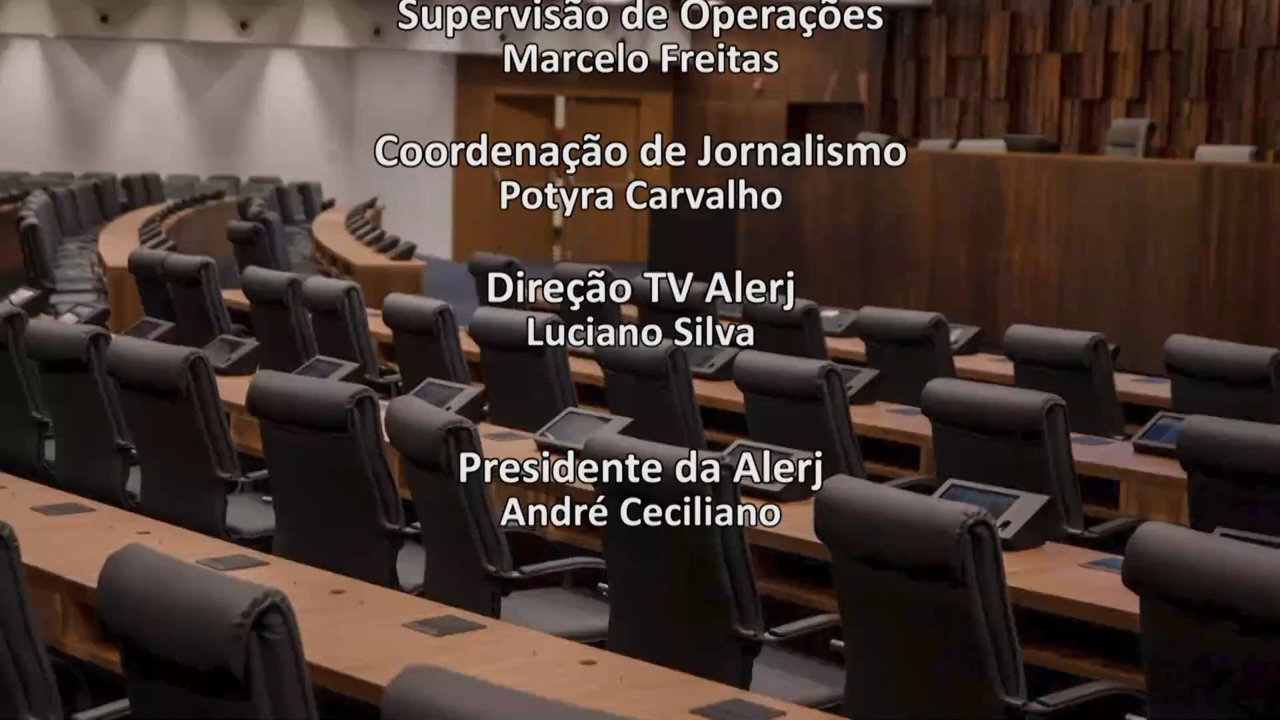 Supervisão de Operações
Marcelo Freitas
Coordenação de Jornalismo
Potyra Carvalho
Direção TV Alerj
Luciano Silva
Presidente da Alerj
André Ceciliano